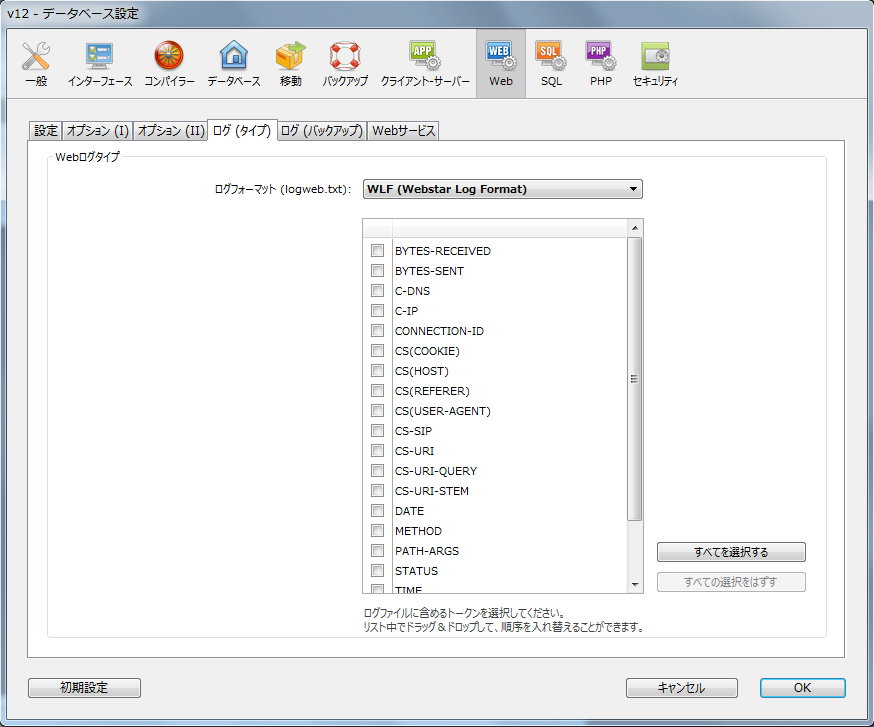 v12 - データベース設定
APP WEB SQL PHP
一般 インターフェース コンパイラー データベース 移動 バックアップ クライアント-サーバー Web SQL PHP セキュリティ
設定 オプション (I) オプション (II) ログ (タイプ) ログ (バックアップ) Webサービス
Webログタイプ
ログフォーマット (logweb.txt): WLF (Webstar Log Format)
BYTES-RECEIVED
BYTES-SENT
C-DNS
C-IP
CONNECTION-ID
CS(COOKIE)
CS(HOST)
CS(REFERER)
CS(USER-AGENT)
CS-SIP
CS-URI
CS-URI-QUERY
CS-URI-STEM
DATE
METHOD
PATH-ARGS
STATUS
TIME
すべてを選択する
すべての選択をはずす
ログファイルに含めるトークンを選択してください。
リスト中でドラッグ＆ドロップして、順序を入れ替えることができます。
初期設定 キャンセル OK